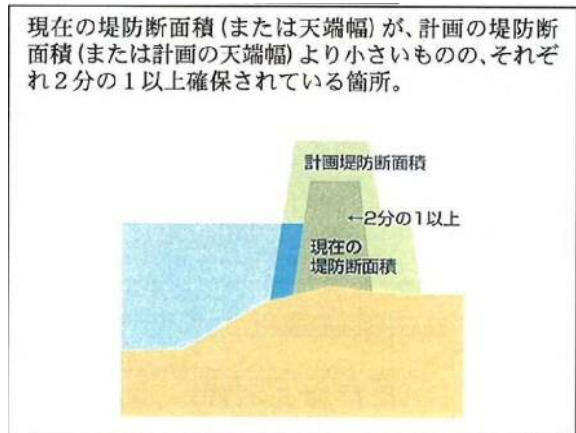 現在の堤防断面積（または天端幅）が、計画の堤防断
面積（または計画の天端幅）より小さいものの、それぞ
れ2分の1以上確保されている箇所。
計画堤防断面積
←2分の1以上
現在の
堤防断面積